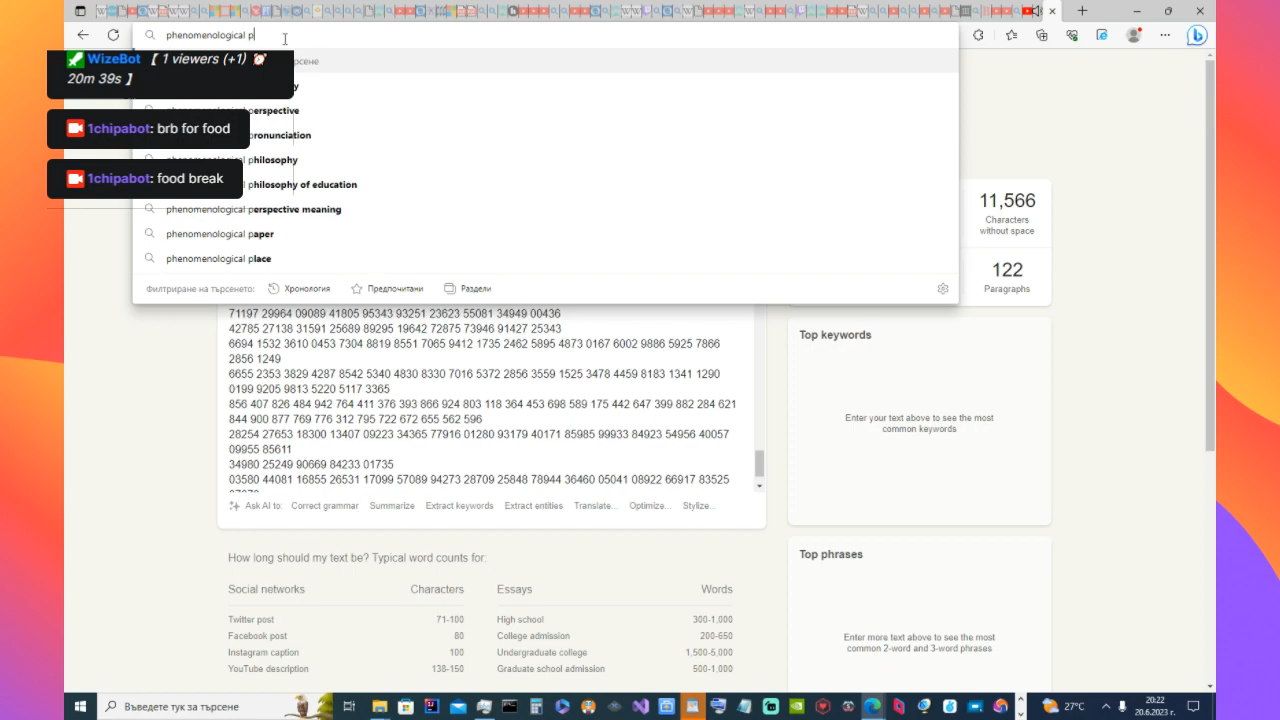 phenomenological p
WizeBot 【 1 viewers (+1) ⏰
20m 39s 】
1chipabot: brb for food
1chipabot: food break
phenomenological perspective
phenomenological philosophy
phenomenological philosophy of education
phenomenological perspective meaning
phenomenological paper
phenomenological place
Филтриране на търсенето: Хронология Предпочитани Раздели
11,566
Characters
without space
122
Paragraphs
71197 29964 09089 41805 95343 93251 23623 55081 34949 00436
42785 27138 31591 25689 89295 19642 72875 73946 91427 25343
6694 1532 3610 0453 7304 8819 8551 7065 9412 1735 2462 5895 4873 0167 6002 9886 5925 7866
2856 1249
6655 2353 3829 4287 8542 5340 4830 8330 7016 5372 2856 3559 1525 3478 4459 8183 1341 1290
0199 9205 9813 5220 5117 3365
856 407 826 484 942 764 411 376 393 866 924 803 118 364 453 698 589 175 442 647 399 882 284 621
844 900 877 769 776 312 795 722 672 655 562 596
28254 27653 18300 13407 09223 34365 77916 01280 93179 40171 85985 99933 84923 54956 40057
09955 85611
34980 25249 90669 84233 01735
03580 44081 16855 26531 17099 57089 94273 28709 25848 78944 36460 05041 08922 66917 83525
Ask AI to: Correct grammar Summarize Extract keywords Extract entities Translate... Optimize... Stylize...
Top keywords
Enter your text above to see the most
common keywords
How long should my text be? Typical word counts for:
Social networks Characters
Twitter post 71-100
Facebook post 80
Instagram caption 100
YouTube description 138-150
Essays Words
High school 300-1,000
College admission 200-650
Undergraduate college 1,500-5,000
Graduate school admission 500-1,000
Top phrases
Enter more text above to see the most
common 2-word and 3-word phrases
Въведете тук за търсене
27°C
20:22
20.6.2023 г.